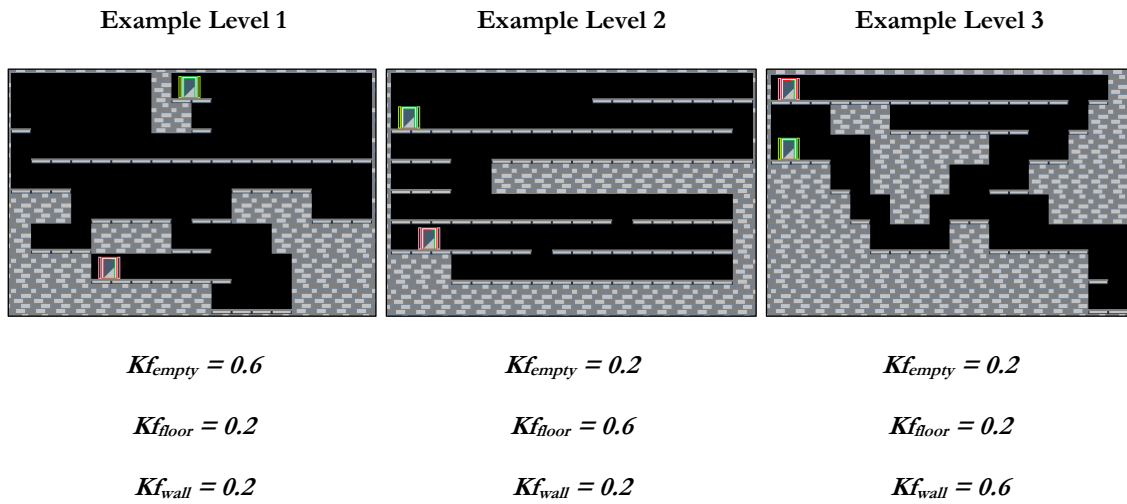 Example Level 1 Example Level 2 Example Level 3
Kfempty = 0.6 Kfempty = 0.2 Kfempty = 0.2
Kffloor = 0.2 Kffloor = 0.6 Kffloor = 0.2
Kfwall = 0.2 Kfwall = 0.2 Kfwall = 0.6